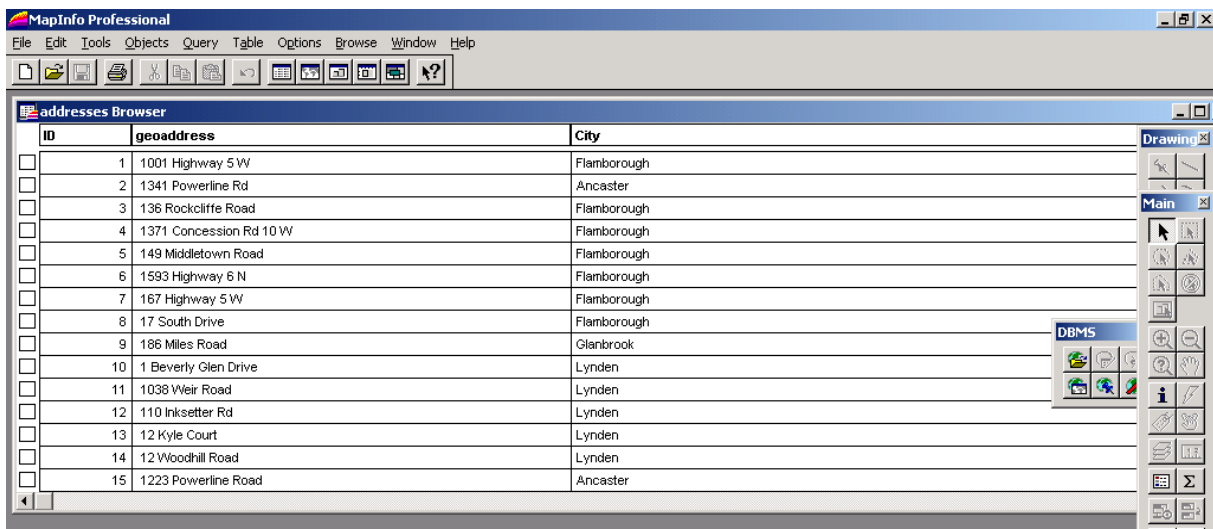 MapInfo Professional
File Edit Tools Objects Query Table Options Browse Window Help
addresses Browser
ID geoaddress City
Drawing
1 1001 Highway 5 W Flamborough
2 1341 Powerline Rd Ancaster
3 136 Rockcliffe Road Flamborough
Main
4 1371 Concession Rd 10 W Flamborough
5 149 Middletown Road Flamborough
6 1593 Highway 6 N Flamborough
7 167 Highway 5 W Flamborough
8 17 South Drive Flamborough
DBMS
9 186 Miles Road Glanbrook
10 1 Beverly Glen Drive Lynden
11 1038 Weir Road Lynden
12 110 Inksetter Rd Lynden
13 12 Kyle Court Lynden
14 12 Woodhill Road Lynden
15 1223 Powerline Road Ancaster